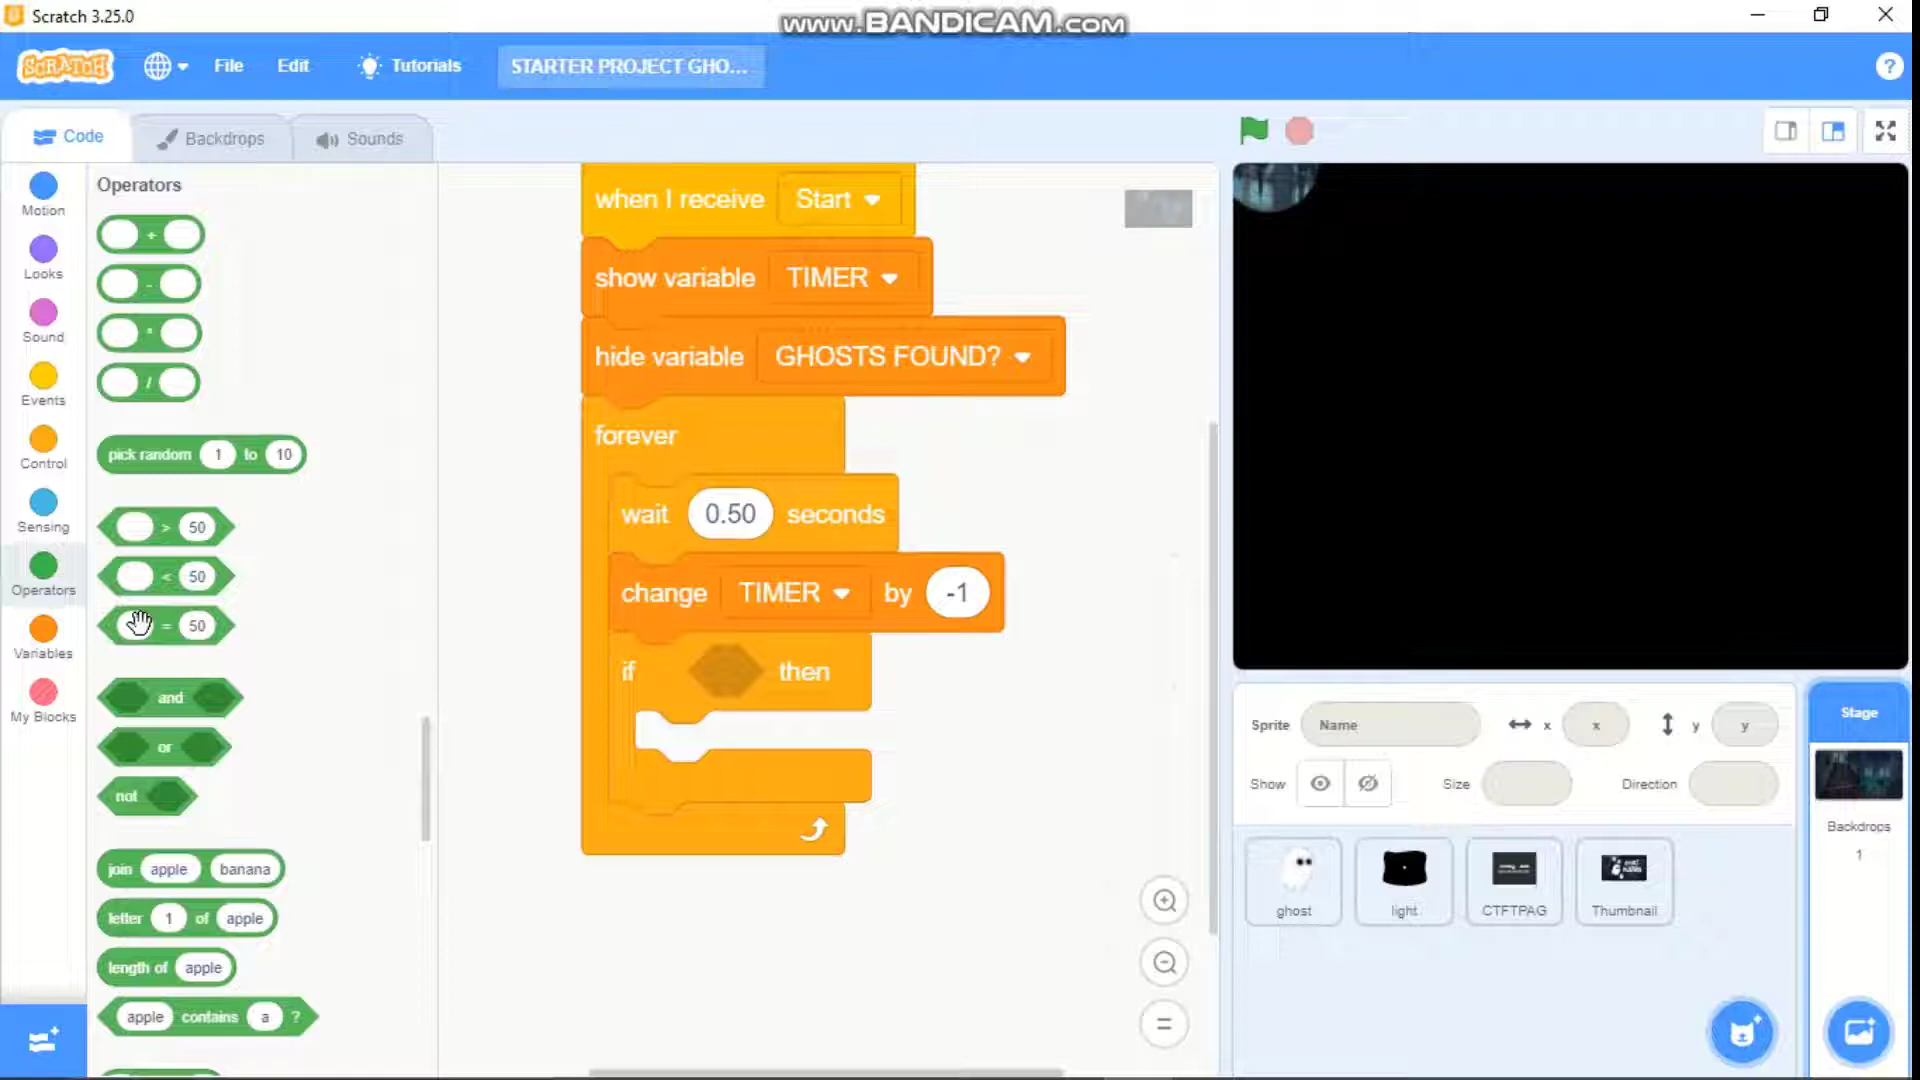 Scratch 3.25.0
www.BANDICAM.com
SCRATCH
File
Edit
Tutorials
STARTER PROJECT GHO...
?
Code
Backdrops
Sounds
Motion
Looks
Sound
Events
Control
Sensing
Operators
Variables
My Blocks
Operators
+
-
*
/
pick random 1 to 10
> 50
< 50
= 50
and
or
not
join apple banana
letter 1 of apple
length of apple
apple contains a ?
when I receive Start
show variable TIMER
hide variable GHOSTS FOUND?
forever
wait 0.50 seconds
change TIMER by -1
if then
Sprite Name x x y y
Show Size Direction
ghost
light
CTFTPAG
Thumbnail
Stage
Backdrops
1